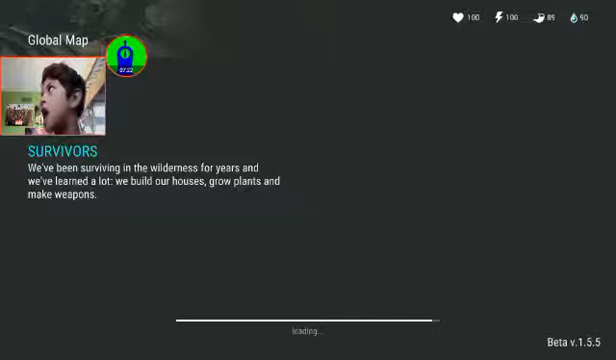 100 100 89 90
Global Map
07:22
SURVIVORS
We've been surviving in the wilderness for years and
we've learned a lot: we build our houses, grow plants and
make weapons.
loading...
Beta v.1.5.5